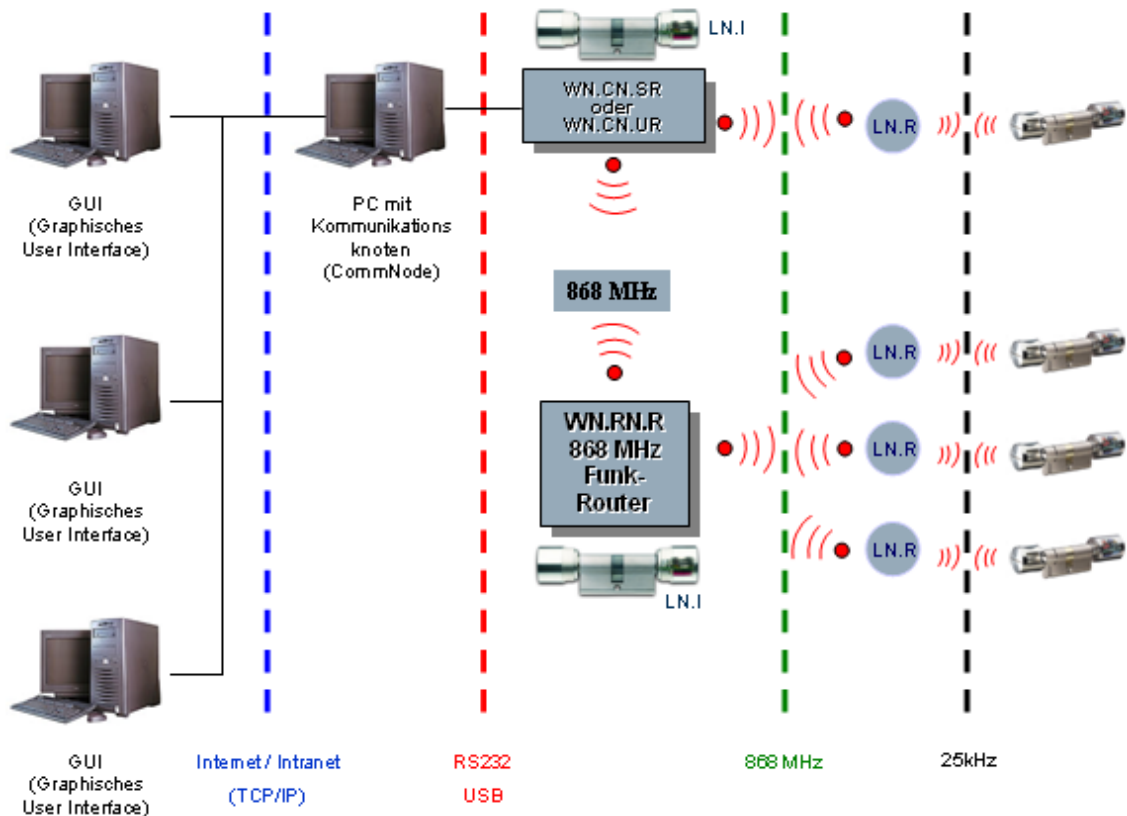 LN.I
WN.CN.SR
oder
WN.CN.UR
LN.R
GUI
(Graphisches
User Interface)
PC mit
Kommunikations
knoten
(CommNode)
868 MHz
LN.R
WN.RN.R
868 MHz
Funk-
Router
LN.R
GUI
(Graphisches
User Interface)
LN.R
LN.I
GUI
(Graphisches
User Interface)
Internet / Intranet
(TCP/IP)
RS232
USB
868 MHz
25kHz